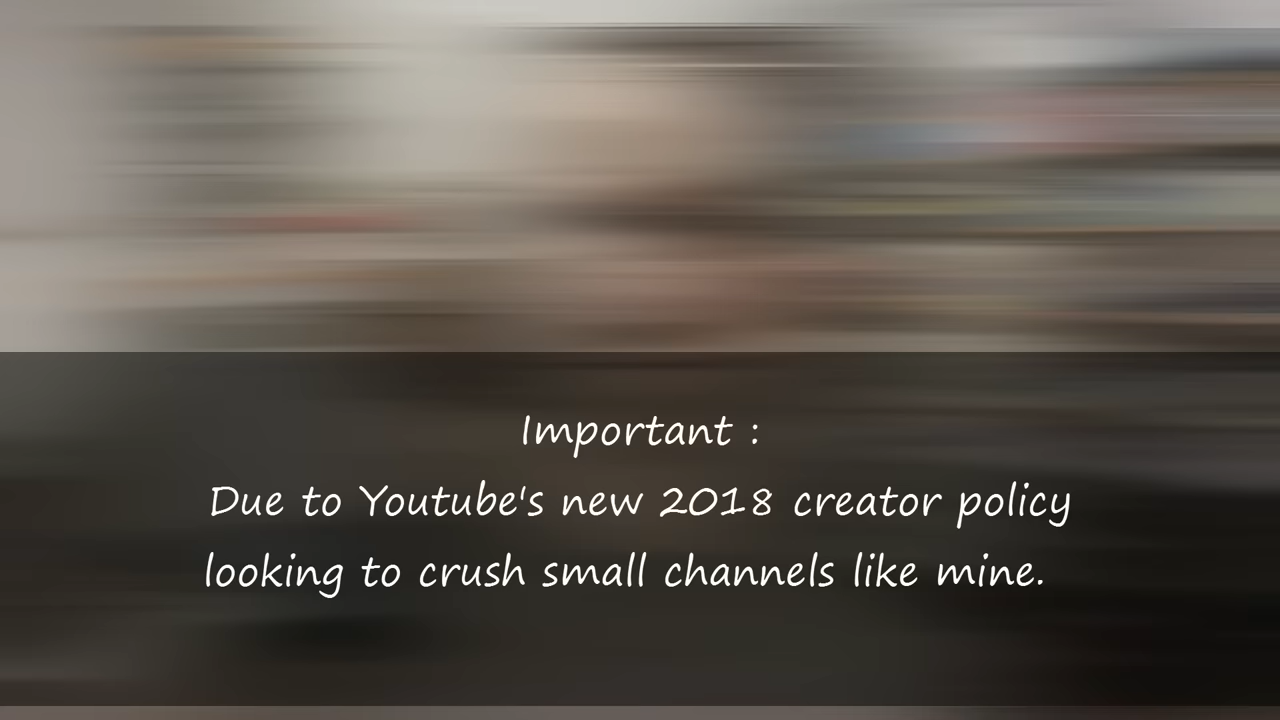 Important :
Due to Youtube's new 2018 creator policy
looking to crush small channels like mine.